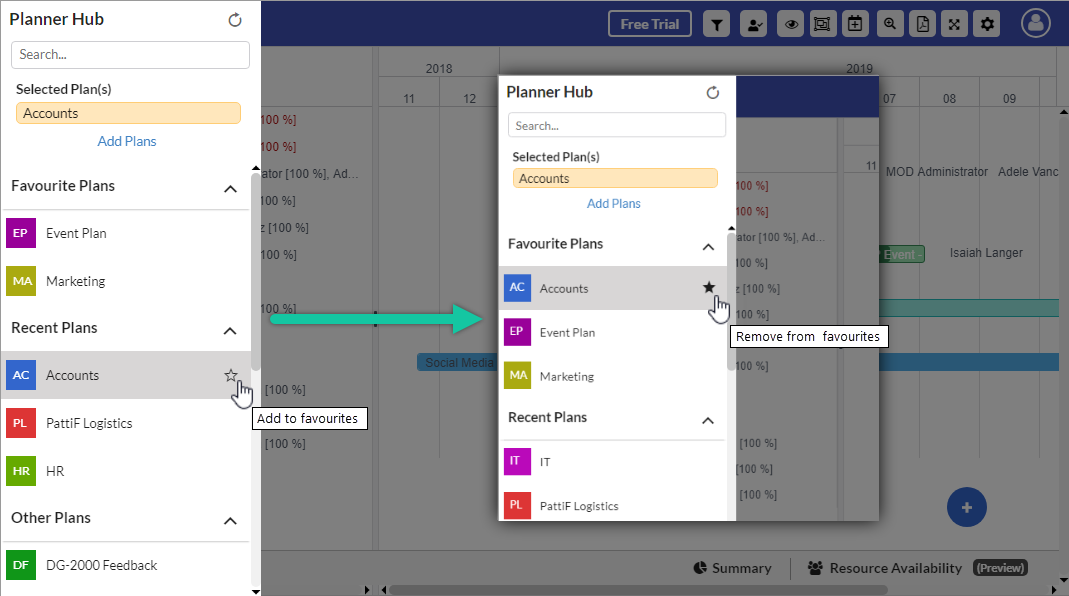 Planner Hub
Search...
Selected Plan(s)
Accounts
Add Plans
Favourite Plans
EP Event Plan
MA Marketing
Recent Plans
AC Accounts
Add to favourites
PL PattiF Logistics
HR HR
Other Plans
DF DG-2000 Feedback
Free Trial
2018
2019
11
12
07
08
09
100 %]
[100 %]
ator [100 %], Ad...
[100 %]
z [100 %]
[100 %]
[100 %]
Social Media
[100 %]
[100 %]
[100 %]
MOD Administrator
Adele Vanc
Event -
Isaiah Langer
Planner Hub
Search...
Selected Plan(s)
Accounts
Add Plans
Favourite Plans
AC Accounts
Remove from favourites
EP Event Plan
MA Marketing
Recent Plans
IT IT
PL PattiF Logistics
11
[100 %]
100 %]
ator [100 %], Ad...
[100 %]
z [100 %]
[100 %]
[100 %]
[100 %]
[100 %]
[100 %]
Summary
Resource Availability
(Preview)